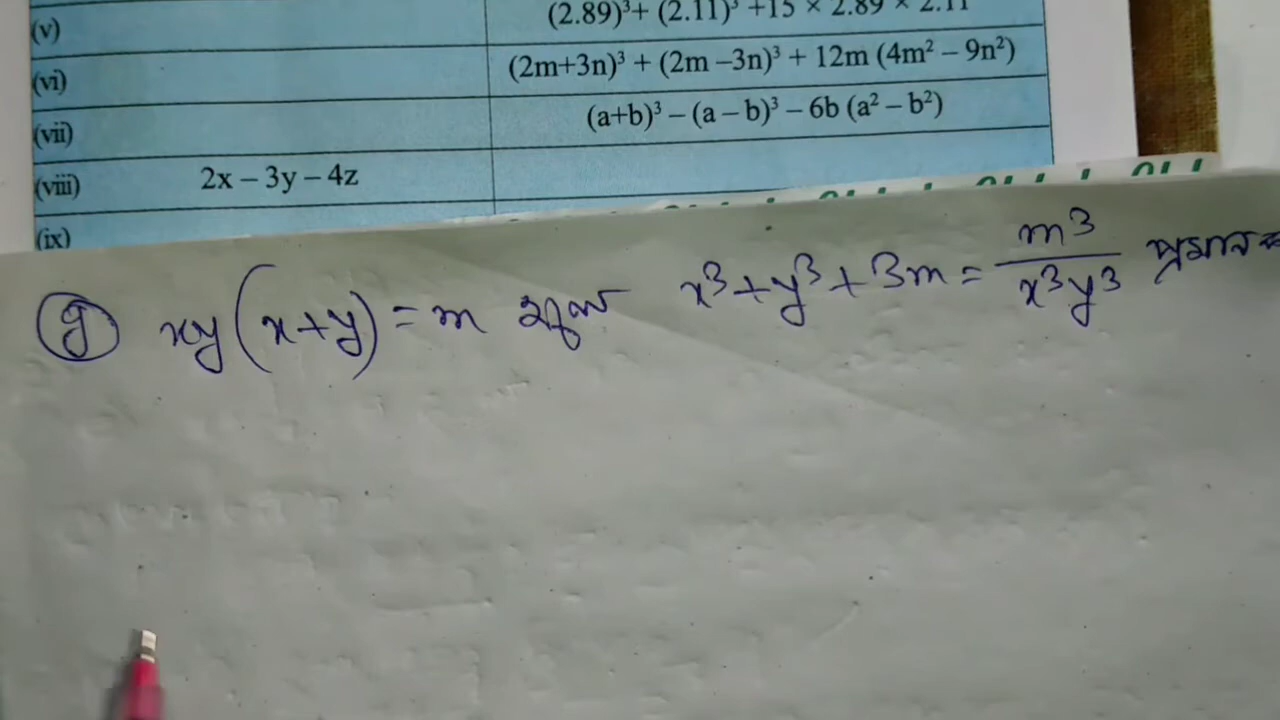 (v) (2.89)³+ (2.11)³ +15 × 2.89 × 2.11
(vi) (2m+3n)³ + (2m –3n)³ + 12m (4m² – 9n²)
(vii) (a+b)³ – (a – b)³ – 6b (a² – b²)
(viii) 2x – 3y – 4z
(ix)
g xy(x+y) = m হলে x³+y³+3m = m³/x³y³